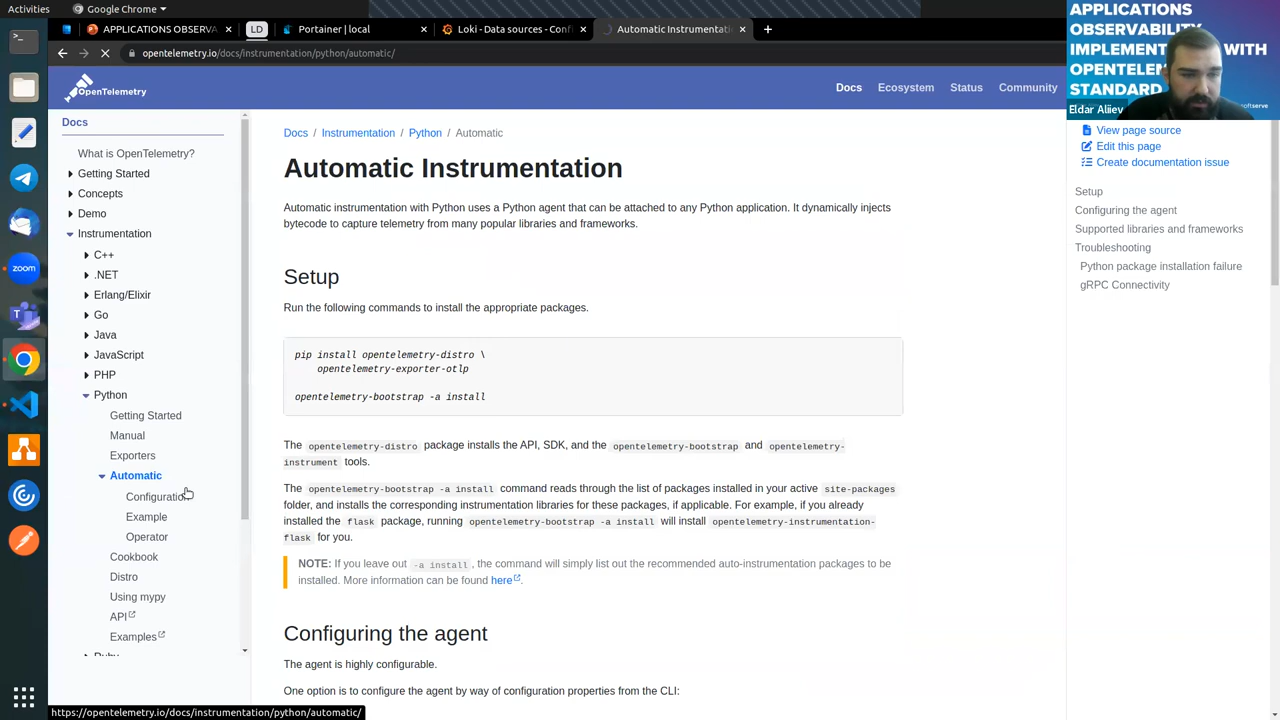 Activities
Google Chrome
APPLICATIONS OBSERVA
LD
Portainer | local
Loki - Data sources - Conf
Automatic Instrumentati
opentelemetry.io/docs/instrumentation/python/automatic/
APPLICATIONS
OBSERVABILITY
IMPLEMENT WITH
OPENTELEM
STANDARD
softserve
Eldar Aliiev
OpenTelemetry
Docs
Ecosystem
Status
Community
Docs
What is OpenTelemetry?
Getting Started
Concepts
Demo
Instrumentation
C++
.NET
Erlang/Elixir
Go
Java
JavaScript
PHP
Python
Getting Started
Manual
Exporters
Automatic
Configuration
Example
Operator
Cookbook
Distro
Using mypy
API
Examples
Ruby
zoom
Docs / Instrumentation / Python / Automatic
Automatic Instrumentation
Automatic instrumentation with Python uses a Python agent that can be attached to any Python application. It dynamically injects
bytecode to capture telemetry from many popular libraries and frameworks.
Setup
Run the following commands to install the appropriate packages.
pip install opentelemetry-distro \
opentelemetry-exporter-otlp
opentelemetry-bootstrap -a install
The opentelemetry-distro package installs the API, SDK, and the opentelemetry-bootstrap and opentelemetry-
instrument tools.
The opentelemetry-bootstrap -a install command reads through the list of packages installed in your active site-packages
folder, and installs the corresponding instrumentation libraries for these packages, if applicable. For example, if you already
installed the flask package, running opentelemetry-bootstrap -a install will install opentelemetry-instrumentation-
flask for you.
NOTE: If you leave out -a install, the command will simply list out the recommended auto-instrumentation packages to be
installed. More information can be found here.
Configuring the agent
The agent is highly configurable.
One option is to configure the agent by way of configuration properties from the CLI:
View page source
Edit this page
Create documentation issue
Setup
Configuring the agent
Supported libraries and frameworks
Troubleshooting
Python package installation failure
gRPC Connectivity
https://opentelemetry.io/docs/instrumentation/python/automatic/